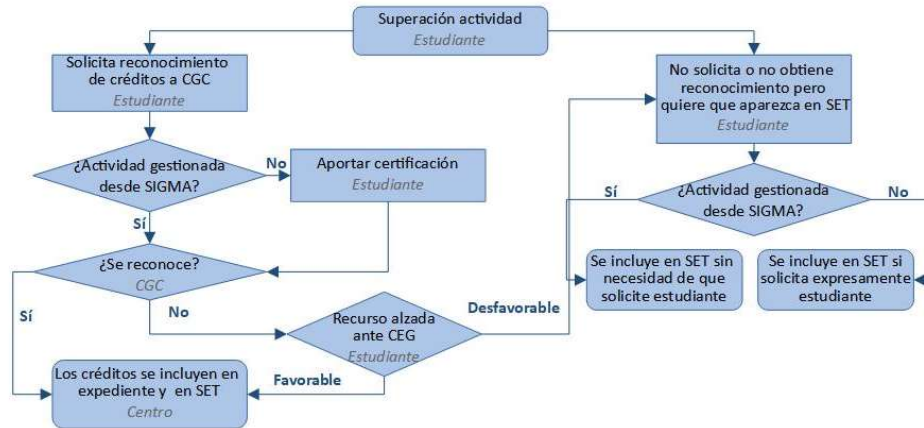 Superación actividad
Estudiante
Solicita reconocimiento
de créditos a CGC
Estudiante
No solicita o no obtiene
reconocimiento pero
quiere que aparezca en SET
Estudiante
¿Actividad gestionada
desde SIGMA?
No
Aportar certificación
Estudiante
Sí
¿Actividad gestionada
desde SIGMA?
Sí
No
¿Se reconoce?
CGC
Sí
No
Recurso alzada
ante CEG
Estudiante
Desfavorable
Favorable
Se incluye en SET sin
necesidad de que
solicite estudiante
Se incluye en SET si
solicita expresamente
estudiante
Los créditos se incluyen en
expediente y en SET
Centro